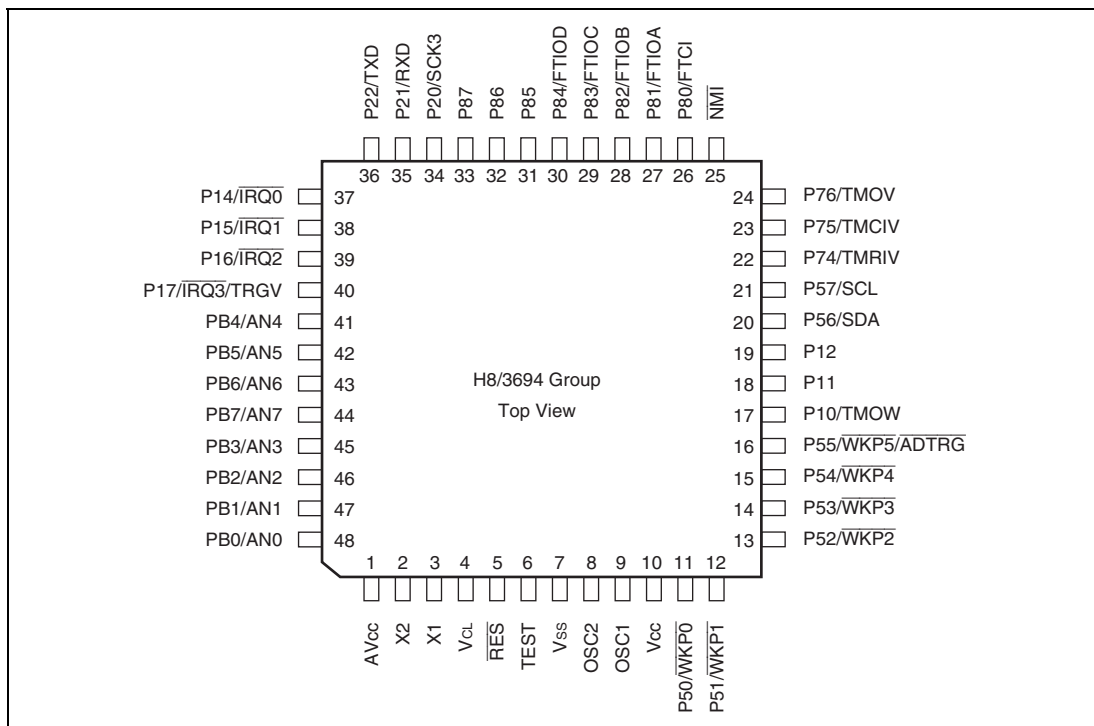 P22/TXD
P21/RXD
P20/SCK3
P87
P86
P85
P84/FTIOD
P83/FTIOC
P82/FTIOB
P81/FTIOA
P80/FTCI
NMI
36 35 34 33 32 31 30 29 28 27 26 25
P14/IRQ0 37
P15/IRQ1 38
P16/IRQ2 39
P17/IRQ3/TRGV 40
PB4/AN4 41
PB5/AN5 42
PB6/AN6 43
PB7/AN7 44
PB3/AN3 45
PB2/AN2 46
PB1/AN1 47
PB0/AN0 48
H8/3694 Group
Top View
24 P76/TMOV
23 P75/TMCIV
22 P74/TMRIV
21 P57/SCL
20 P56/SDA
19 P12
18 P11
17 P10/TMOW
16 P55/WKP5/ADTRG
15 P54/WKP4
14 P53/WKP3
13 P52/WKP2
1 2 3 4 5 6 7 8 9 10 11 12
AVcc
X2
X1
VCL
RES
TEST
Vss
OSC2
OSC1
Vcc
P50/WKP0
P51/WKP1